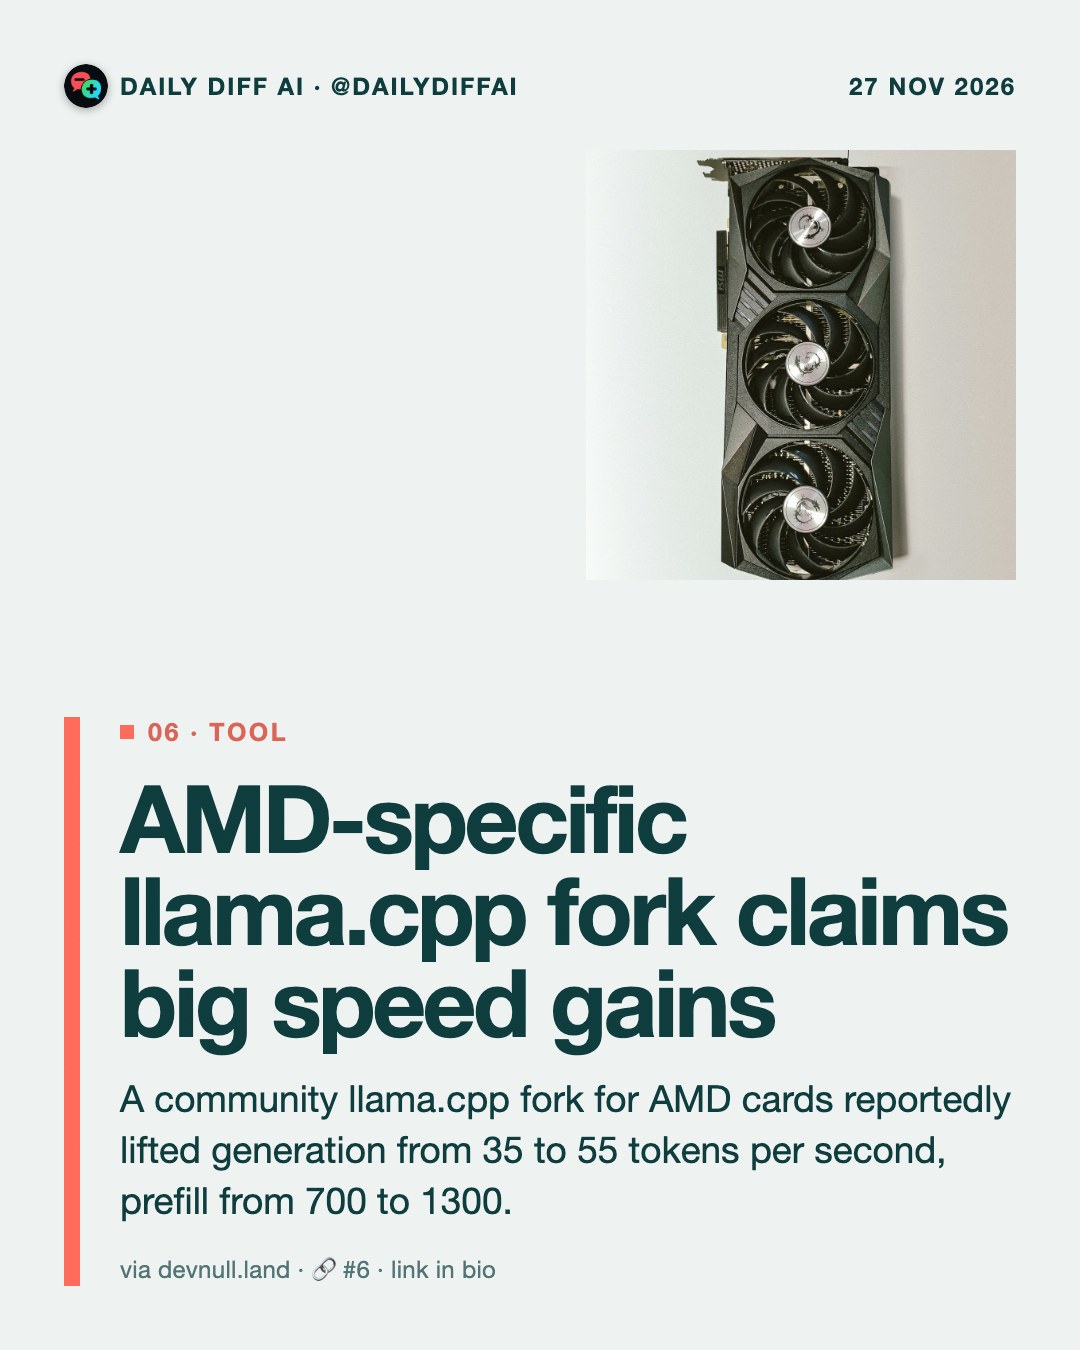 DAILY DIFF AI · @DAILYDIFFAI
27 NOV 2026
06 · TOOL
AMD-specific
llama.cpp fork claims
big speed gains
A community llama.cpp fork for AMD cards reportedly
lifted generation from 35 to 55 tokens per second,
prefill from 700 to 1300.
via devnull.land · 🔗 #6 · link in bio